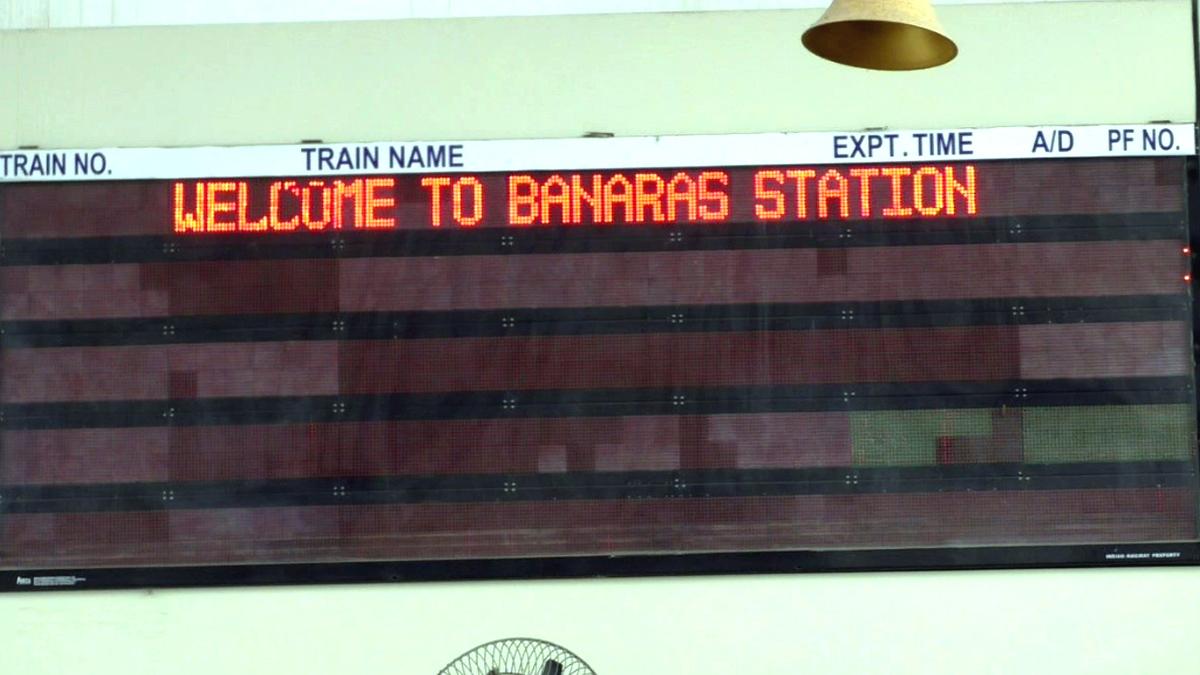 TRAIN NO. TRAIN NAME EXPT. TIME A/D PF NO.
WELCOME TO BANARAS STATION